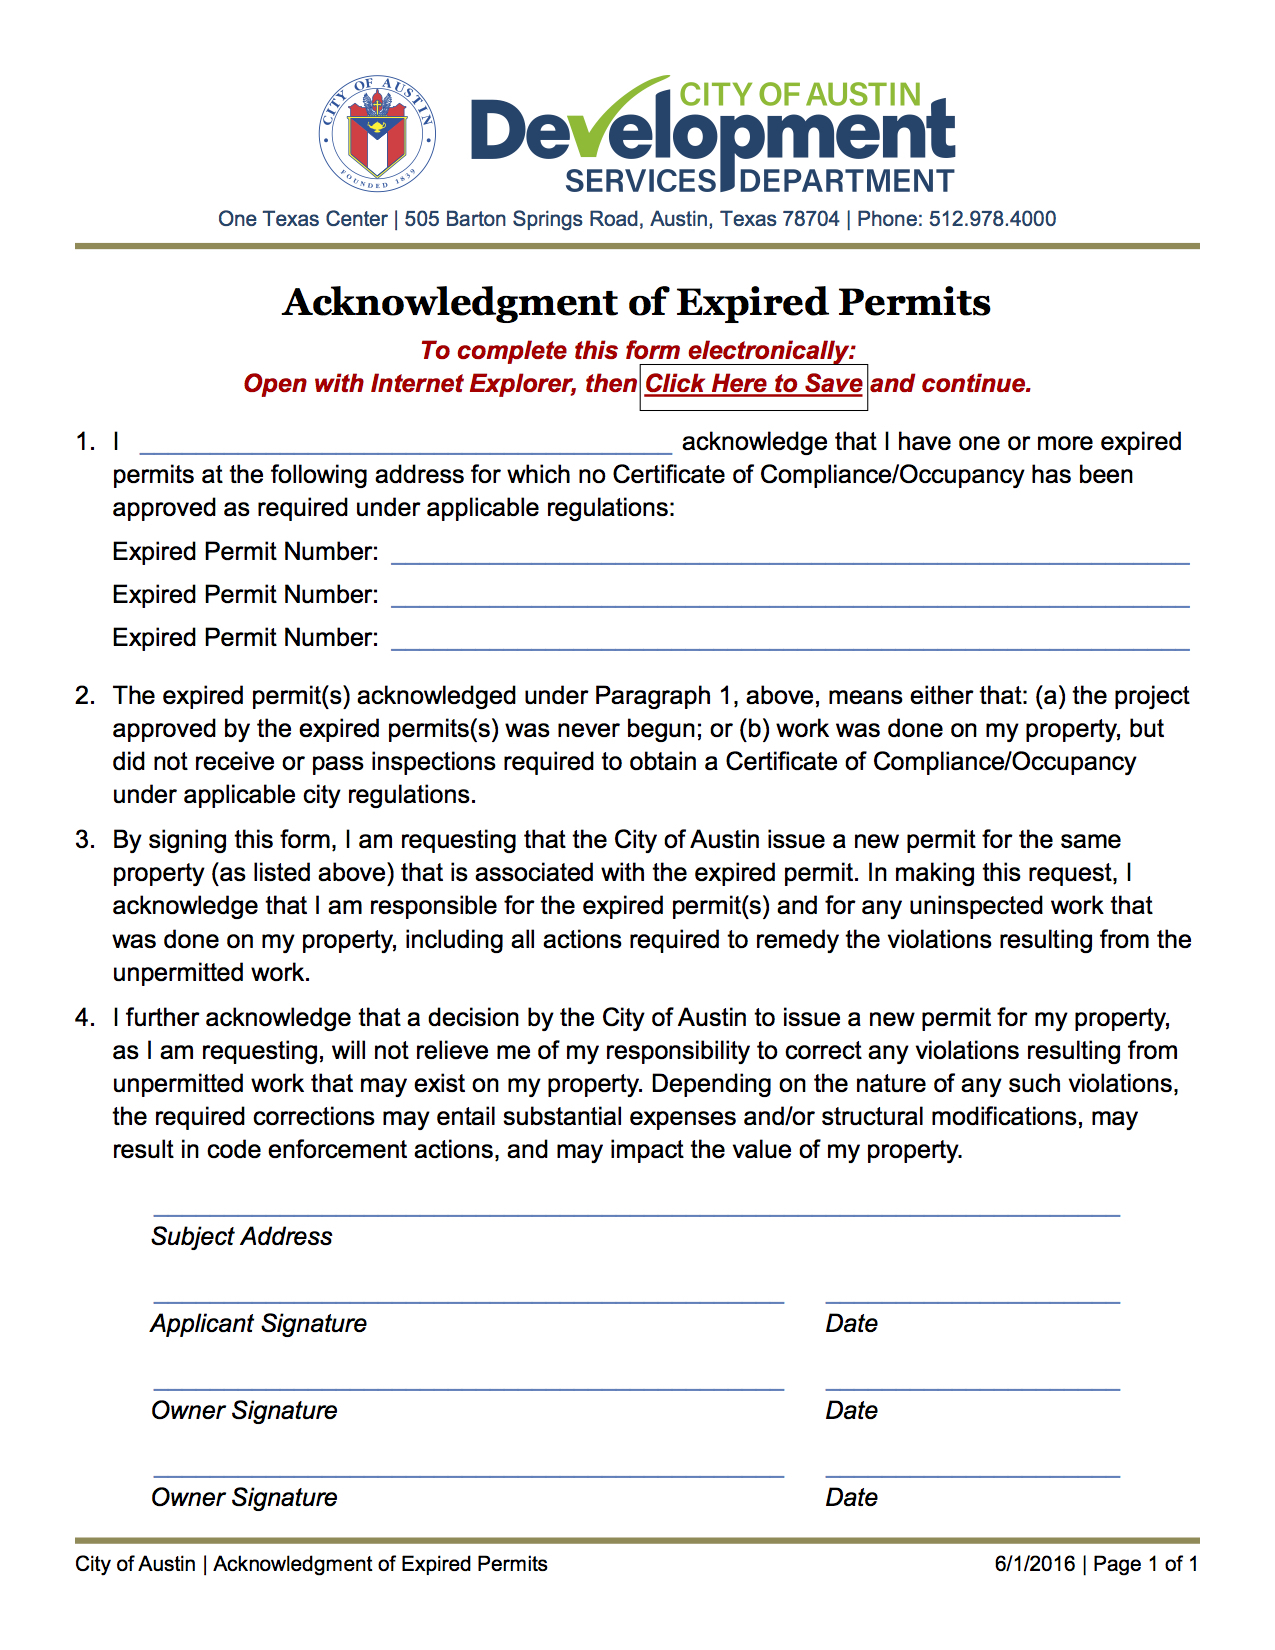 CITY OF AUSTIN
FOUNDED 1839
CITY OF AUSTIN
Development
SERVICES DEPARTMENT
One Texas Center | 505 Barton Springs Road, Austin, Texas 78704 | Phone: 512.978.4000
Acknowledgment of Expired Permits
To complete this form electronically:
Open with Internet Explorer, then Click Here to Save and continue.
1. I acknowledge that I have one or more expired
permits at the following address for which no Certificate of Compliance/Occupancy has been
approved as required under applicable regulations:
Expired Permit Number:
Expired Permit Number:
Expired Permit Number:
2. The expired permit(s) acknowledged under Paragraph 1, above, means either that: (a) the project
approved by the expired permits(s) was never begun; or (b) work was done on my property, but
did not receive or pass inspections required to obtain a Certificate of Compliance/Occupancy
under applicable city regulations.
3. By signing this form, I am requesting that the City of Austin issue a new permit for the same
property (as listed above) that is associated with the expired permit. In making this request, I
acknowledge that I am responsible for the expired permit(s) and for any uninspected work that
was done on my property, including all actions required to remedy the violations resulting from the
unpermitted work.
4. I further acknowledge that a decision by the City of Austin to issue a new permit for my property,
as I am requesting, will not relieve me of my responsibility to correct any violations resulting from
unpermitted work that may exist on my property. Depending on the nature of any such violations,
the required corrections may entail substantial expenses and/or structural modifications, may
result in code enforcement actions, and may impact the value of my property.
Subject Address
Applicant Signature Date
Owner Signature Date
Owner Signature Date
City of Austin | Acknowledgment of Expired Permits 6/1/2016 | Page 1 of 1